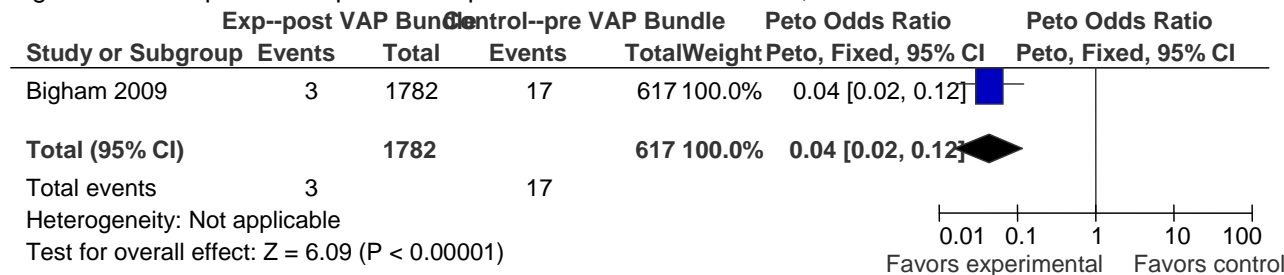 Exp--post VAP Bundle Control--pre VAP Bundle Peto Odds Ratio Peto Odds Ratio
Study or Subgroup Events Total Events Total Weight Peto, Fixed, 95% CI Peto, Fixed, 95% CI
Bigham 2009 3 1782 17 617 100.0% 0.04 [0.02, 0.12]
Total (95% CI) 1782 617 100.0% 0.04 [0.02, 0.12]
Total events 3 17
Heterogeneity: Not applicable
Test for overall effect: Z = 6.09 (P < 0.00001)
0.01 0.1 1 10 100
Favors experimental Favors control